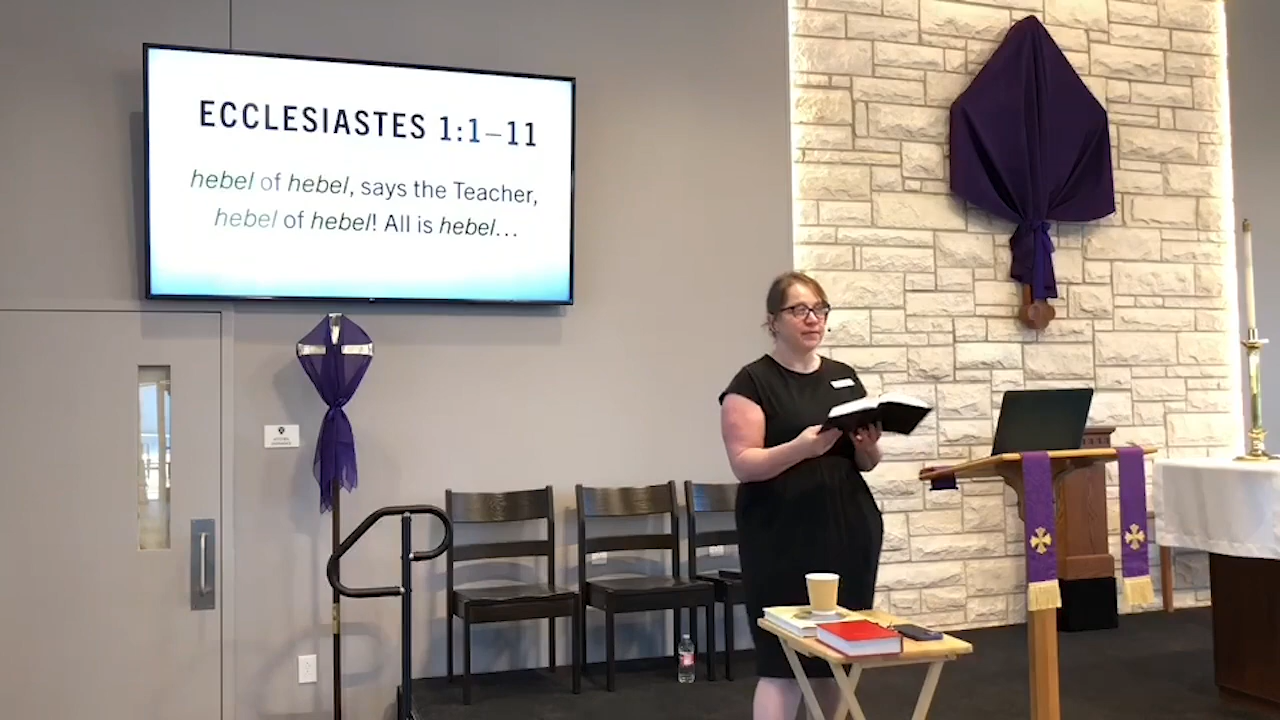 ECCLESIASTES 1:1–11
hebel of hebel, says the Teacher,
hebel of hebel! All is hebel…